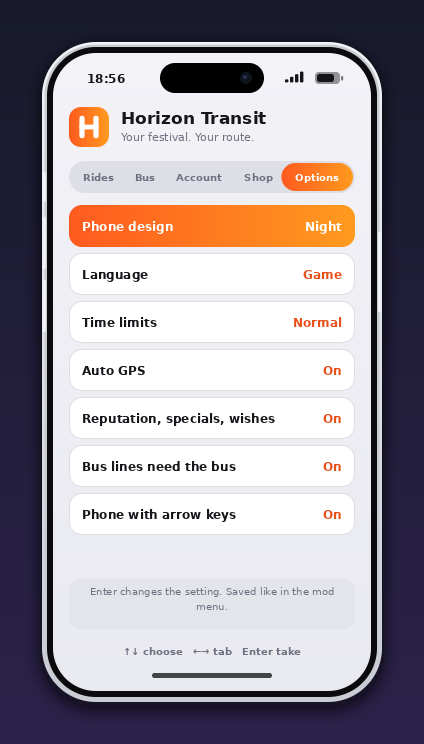 18:56
H
Horizon Transit
Your festival. Your route.
Rides Bus Account Shop Options
Phone design Night
Language Game
Time limits Normal
Auto GPS On
Reputation, specials, wishes On
Bus lines need the bus On
Phone with arrow keys On
Enter changes the setting. Saved like in the mod
menu.
↑↓ choose ←→ tab Enter take